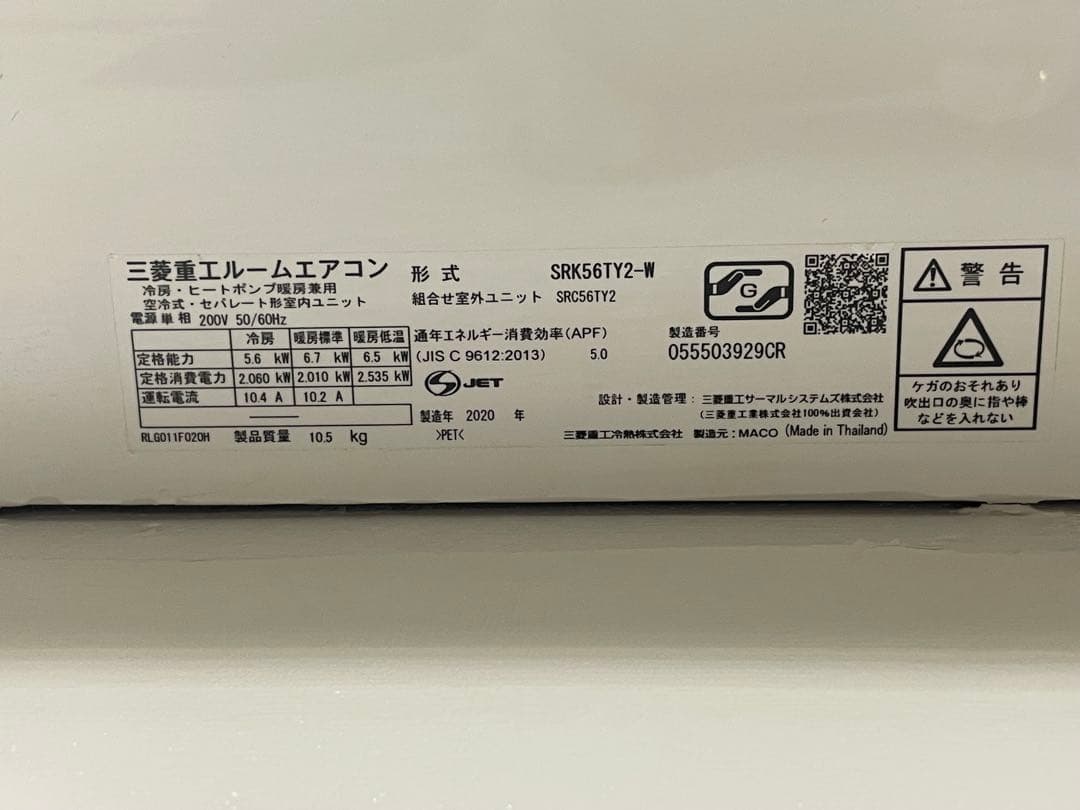 三菱重工ルームエアコン
冷房・ヒートポンプ暖房兼用
空冷式・セパレート形室内ユニット
電源 単相 200V 50/60Hz
冷房 暖房標準 暖房低温
定格能力 5.6 kW 6.7 kW 6.5 kW
定格消費電力 2.060 kW 2.010 kW 2.535 kW
運転電流 10.4 A 10.2 A
RLG011F020H 製品質量 10.5 kg
形式 SRK56TY2-W
組合せ室外ユニット SRC56TY2
通年エネルギー消費効率(APF)
(JIS C 9612:2013) 5.0
JET
製造年 2020 年
>PET<
G
製造番号
055503929CR
設計・製造管理：三菱重工サーマルシステムズ株式会社
(三菱重工業株式会社100%出資会社)
三菱重工冷熱株式会社 製造元：MACO (Made in Thailand)
警告
ケガのおそれあり
吹出口の奥に指や棒
などを入れない